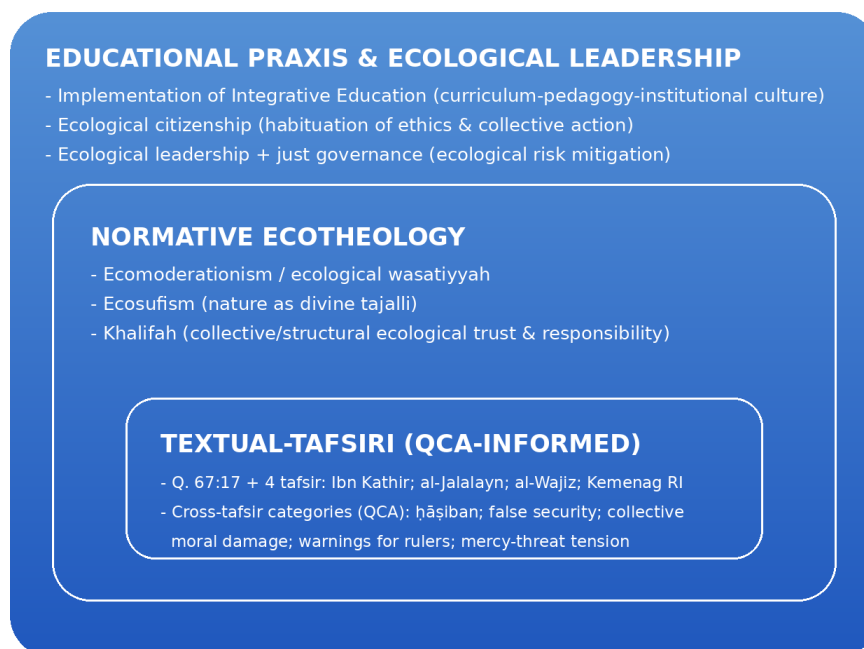 EDUCATIONAL PRAXIS & ECOLOGICAL LEADERSHIP
- Implementation of Integrative Education (curriculum-pedagogy-institutional culture)
- Ecological citizenship (habituation of ethics & collective action)
- Ecological leadership + just governance (ecological risk mitigation)
NORMATIVE ECOTHEOLOGY
- Ecomoderationism / ecological wasatiyyah
- Ecosufism (nature as divine tajalli)
- Khalifah (collective/structural ecological trust & responsibility)
TEXTUAL-TAFSIRI (QCA-INFORMED)
- Q. 67:17 + 4 tafsir: Ibn Kathir; al-Jalalayn; al-Wajiz; Kemenag RI
- Cross-tafsir categories (QCA): ḥāṣiban; false security; collective
moral damage; warnings for rulers; mercy-threat tension